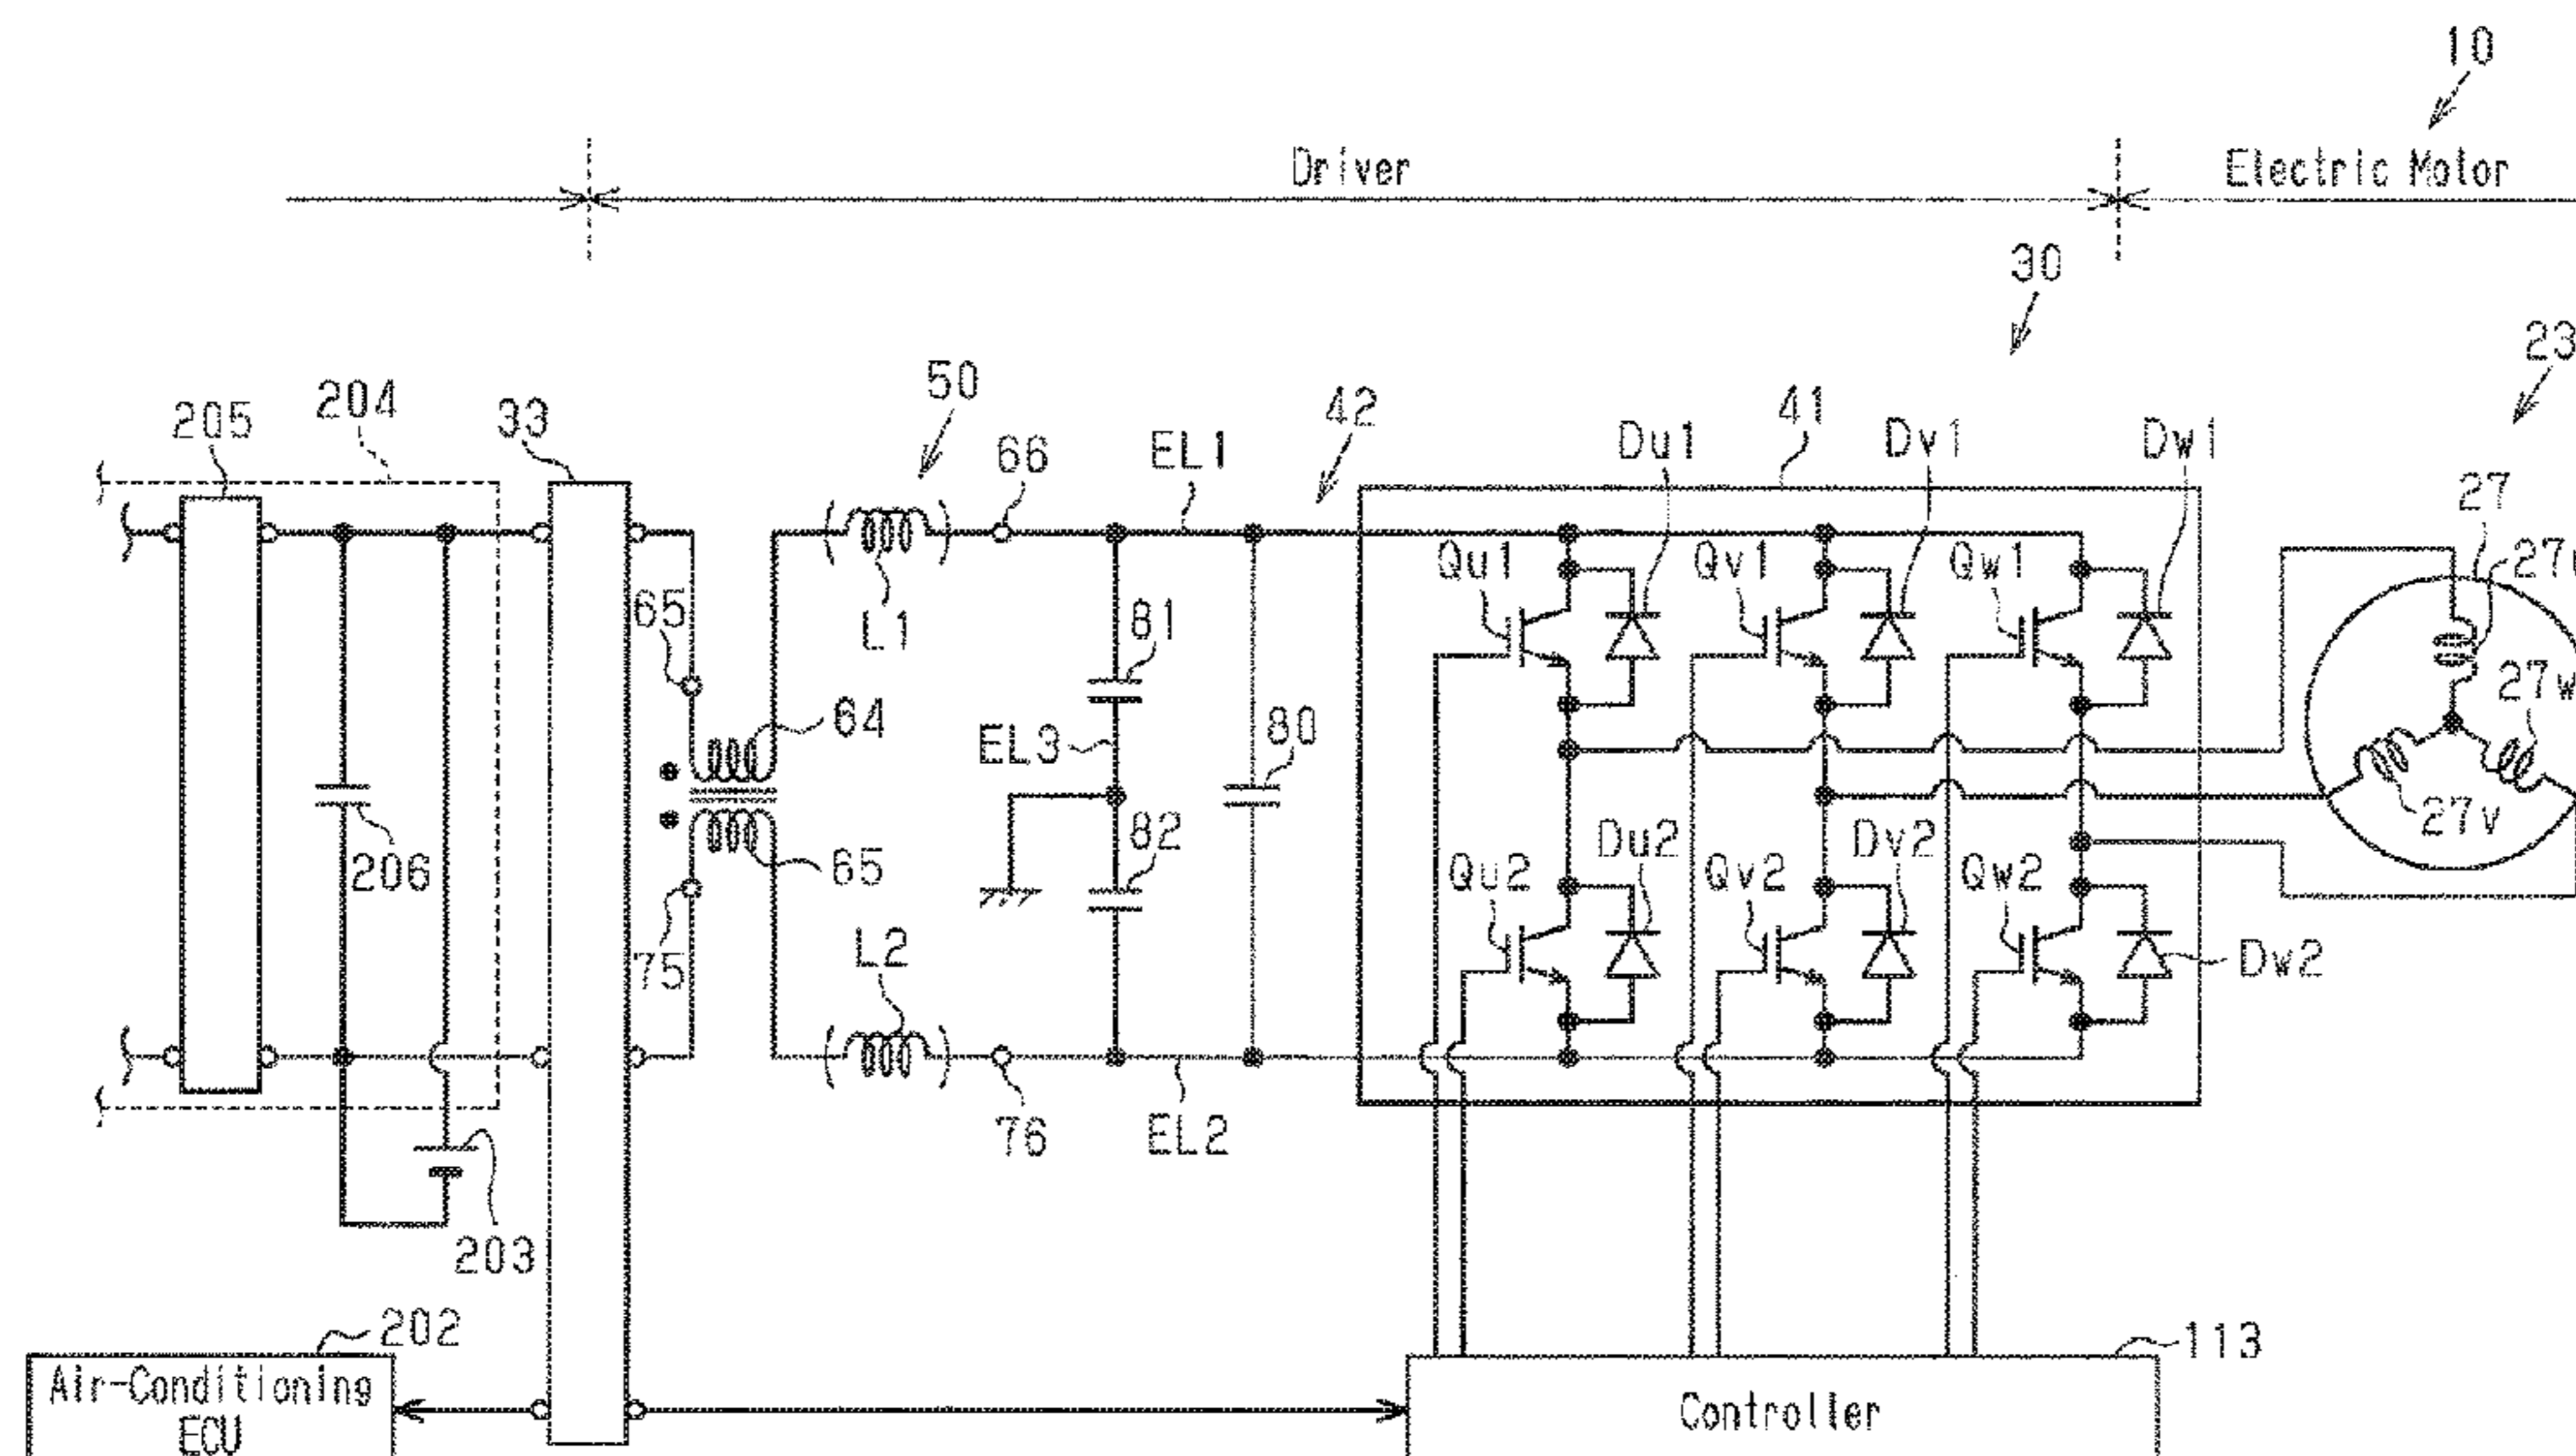 10
Driver
Electric Motor
30
23
50
204
42
41
205
33
66
EL1
Du1
Dv1
Dw1
27
Qu1
Qv1
Qw1
65
L1
81
27w
64
EL3
80
82
27v
206
65
Qu2
Du2
Qv2
Dv2
Qw2
75
L2
Dw2
76
EL2
203
202
113
Air-Conditioning
ECU
Controller